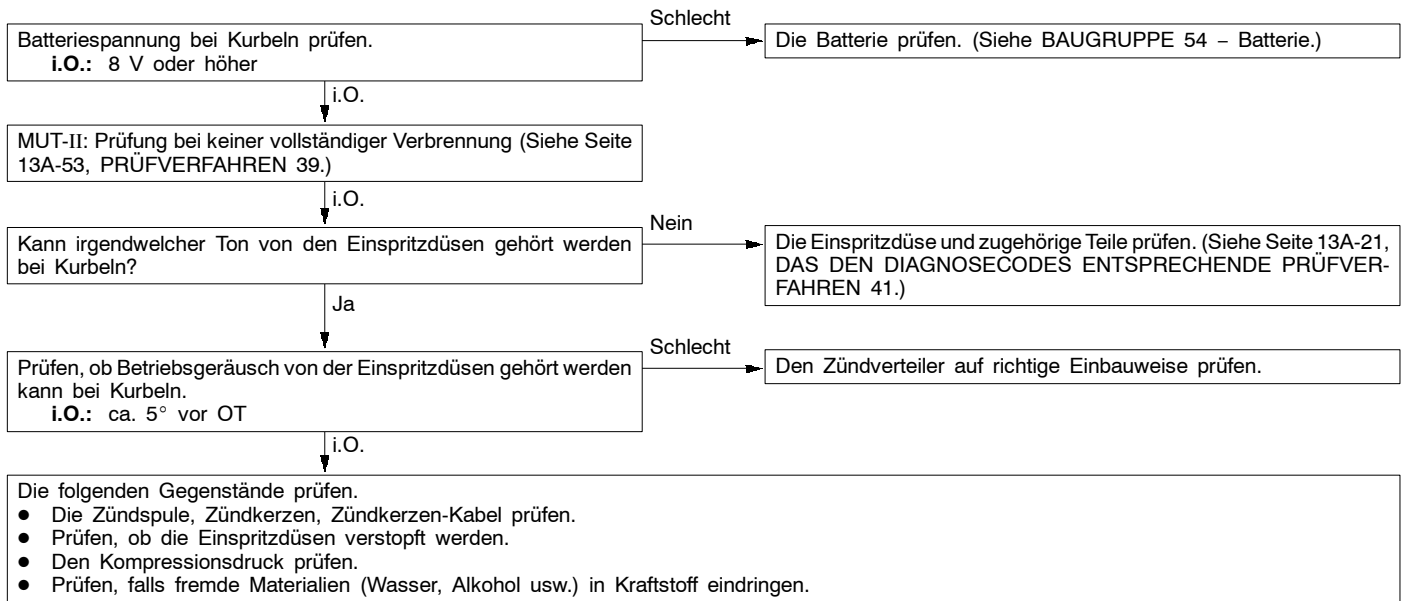 Batteriespannung bei Kurbeln prüfen.
i.O.: 8 V oder höher
Schlecht
Die Batterie prüfen. (Siehe BAUGRUPPE 54 – Batterie.)
i.O.
MUT-II: Prüfung bei keiner vollständiger Verbrennung (Siehe Seite
13A-53, PRÜFVERFAHREN 39.)
i.O.
Kann irgendwelcher Ton von den Einspritzdüsen gehört werden
bei Kurbeln?
Nein
Die Einspritzdüse und zugehörige Teile prüfen. (Siehe Seite 13A-21,
DAS DEN DIAGNOSECODES ENTSPRECHENDE PRÜFVER-
FAHREN 41.)
Ja
Prüfen, ob Betriebsgeräusch von der Einspritzdüsen gehört werden
kann bei Kurbeln.
i.O.: ca. 5° vor OT
Schlecht
Den Zündverteiler auf richtige Einbauweise prüfen.
i.O.
Die folgenden Gegenstände prüfen.
● Die Zündspule, Zündkerzen, Zündkerzen-Kabel prüfen.
● Prüfen, ob die Einspritzdüsen verstopft werden.
● Den Kompressionsdruck prüfen.
● Prüfen, falls fremde Materialien (Wasser, Alkohol usw.) in Kraftstoff eindringen.